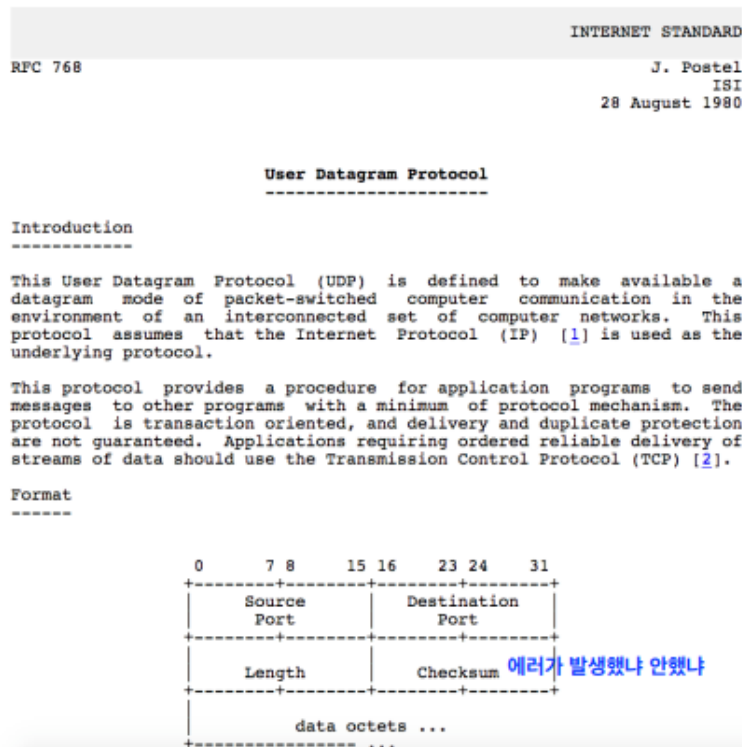 INTERNET STANDARD
RFC 768 J. Postel
ISI
28 August 1980
User Datagram Protocol
----------------------
Introduction
------------
This User Datagram Protocol (UDP) is defined to make available a
datagram mode of packet-switched computer communication in the
environment of an interconnected set of computer networks. This
protocol assumes that the Internet Protocol (IP) [1] is used as the
underlying protocol.
This protocol provides a procedure for application programs to send
messages to other programs with a minimum of protocol mechanism. The
protocol is transaction oriented, and delivery and duplicate protection
are not guaranteed. Applications requiring ordered reliable delivery of
streams of data should use the Transmission Control Protocol (TCP) [2].
Format
------
0 7 8 15 16 23 24 31
+--------+--------+--------+--------+
| Source | Destination |
| Port | Port |
+--------+--------+--------+--------+
| Length | Checksum | 에러가 발생했냐 안했냐
+--------+--------+--------+--------+
| data octets ...
+---------------- ...